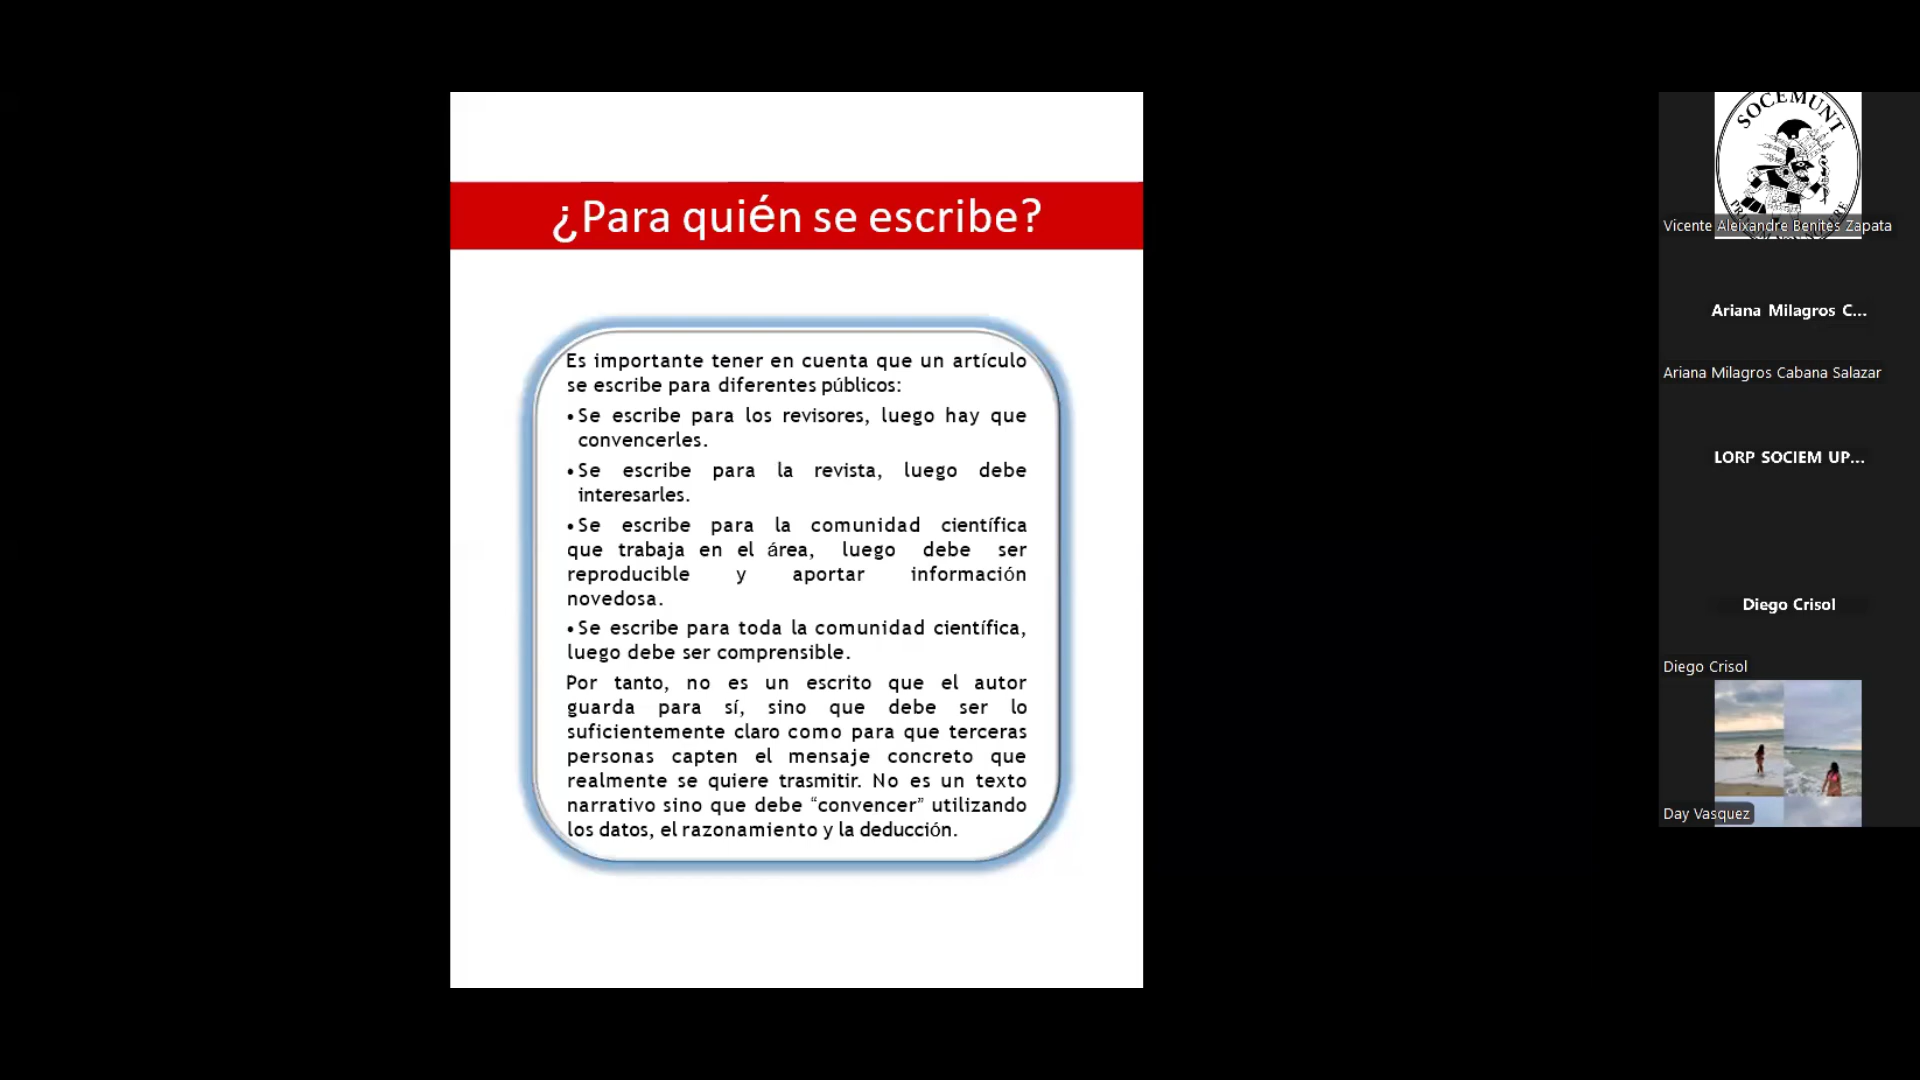 ¿Para quién se escribe?
Es importante tener en cuenta que un artículo
se escribe para diferentes públicos:
•Se escribe para los revisores, luego hay que
convencerles.
•Se escribe para la revista, luego debe
interesarles.
•Se escribe para la comunidad científica
que trabaja en el área, luego debe ser
reproducible y aportar información
novedosa.
•Se escribe para toda la comunidad científica,
luego debe ser comprensible.
Por tanto, no es un escrito que el autor
guarda para sí, sino que debe ser lo
suficientemente claro como para que terceras
personas capten el mensaje concreto que
realmente se quiere trasmitir. No es un texto
narrativo sino que debe “convencer” utilizando
los datos, el razonamiento y la deducción.
SOCEMUNT
Vicente Aleixandre Benites Zapata
Ariana Milagros C...
Ariana Milagros Cabana Salazar
LORP SOCIEM UP...
Diego Crisol
Diego Crisol
Day Vasquez